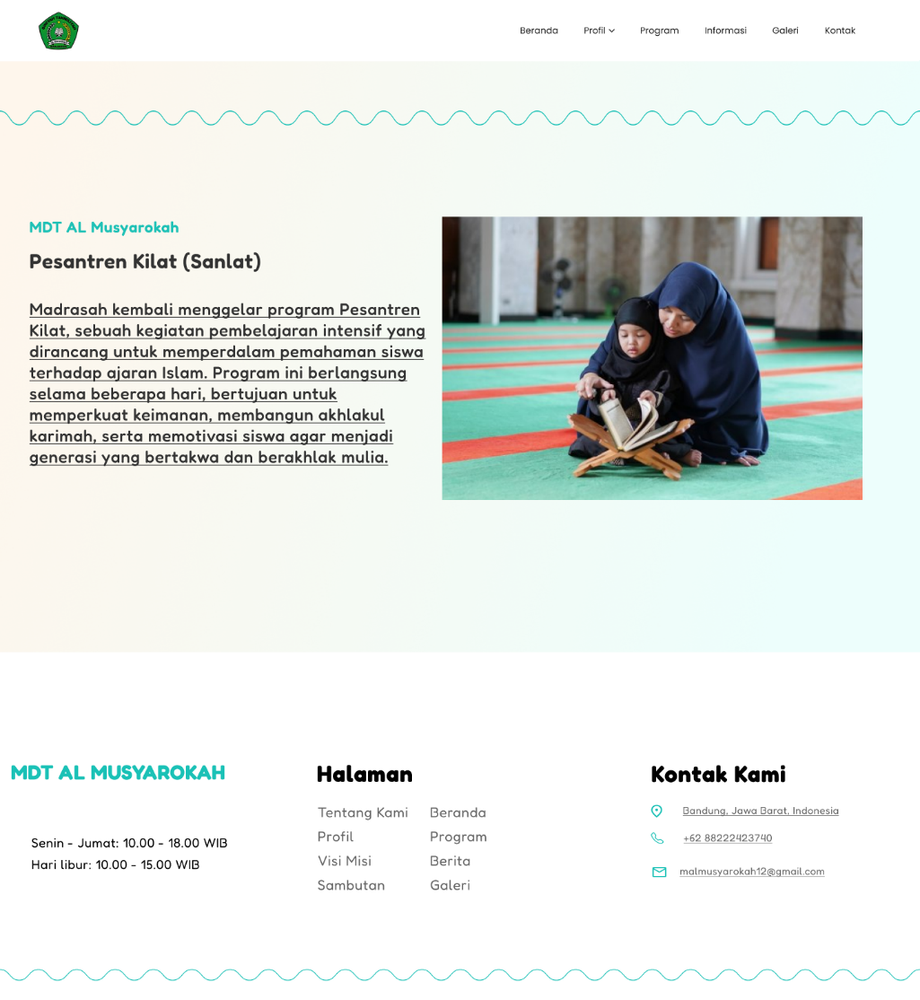 Beranda Profil Program Informasi Galeri Kontak
MDT AL Musyarokah
Pesantren Kilat (Sanlat)
Madrasah kembali menggelar program Pesantren
Kilat, sebuah kegiatan pembelajaran intensif yang
dirancang untuk memperdalam pemahaman siswa
terhadap ajaran Islam. Program ini berlangsung
selama beberapa hari, bertujuan untuk
memperkuat keimanan, membangun akhlakul
karimah, serta memotivasi siswa agar menjadi
generasi yang bertakwa dan berakhlak mulia.
MDT AL MUSYAROKAH
Senin - Jumat: 10.00 - 18.00 WIB
Hari libur: 10.00 - 15.00 WIB
Halaman
Tentang Kami Beranda
Profil Program
Visi Misi Berita
Sambutan Galeri
Kontak Kami
Bandung, Jawa Barat, Indonesia
+62 88222423740
malmusyarokah12@gmail.com